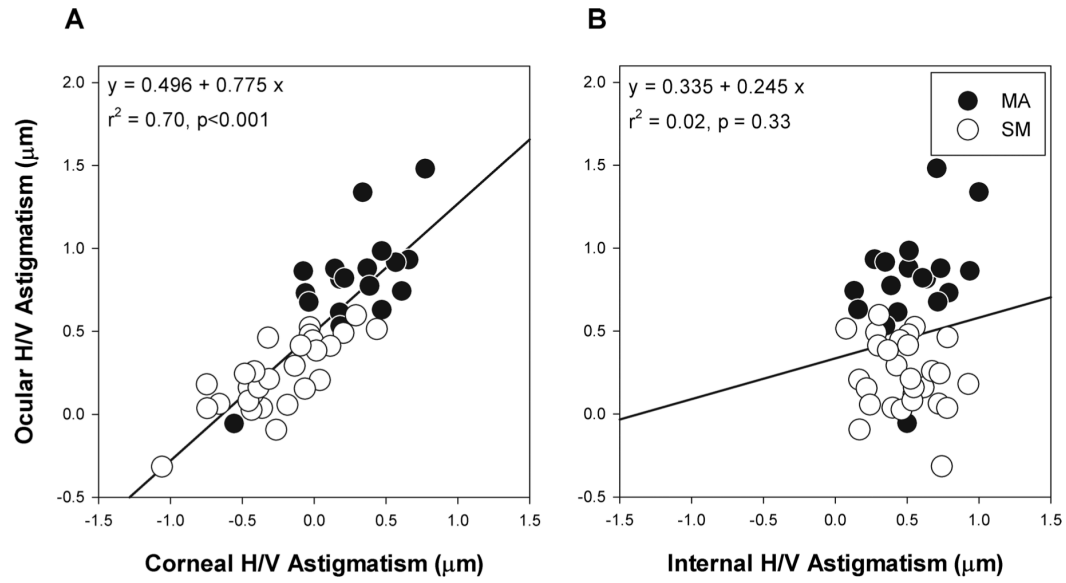 A
y = 0.496 + 0.775 x
r² = 0.70, p<0.001
2.0
1.5
1.0
0.5
0.0
-0.5
-1.5
-1.0
-0.5
0.0
0.5
1.0
1.5
Ocular H/V Astigmatism (μm)
Corneal H/V Astigmatism (μm)
B
y = 0.335 + 0.245 x
r² = 0.02, p = 0.33
MA
SM
2.0
1.5
1.0
0.5
0.0
-0.5
-1.5
-1.0
-0.5
0.0
0.5
1.0
1.5
Internal H/V Astigmatism (μm)